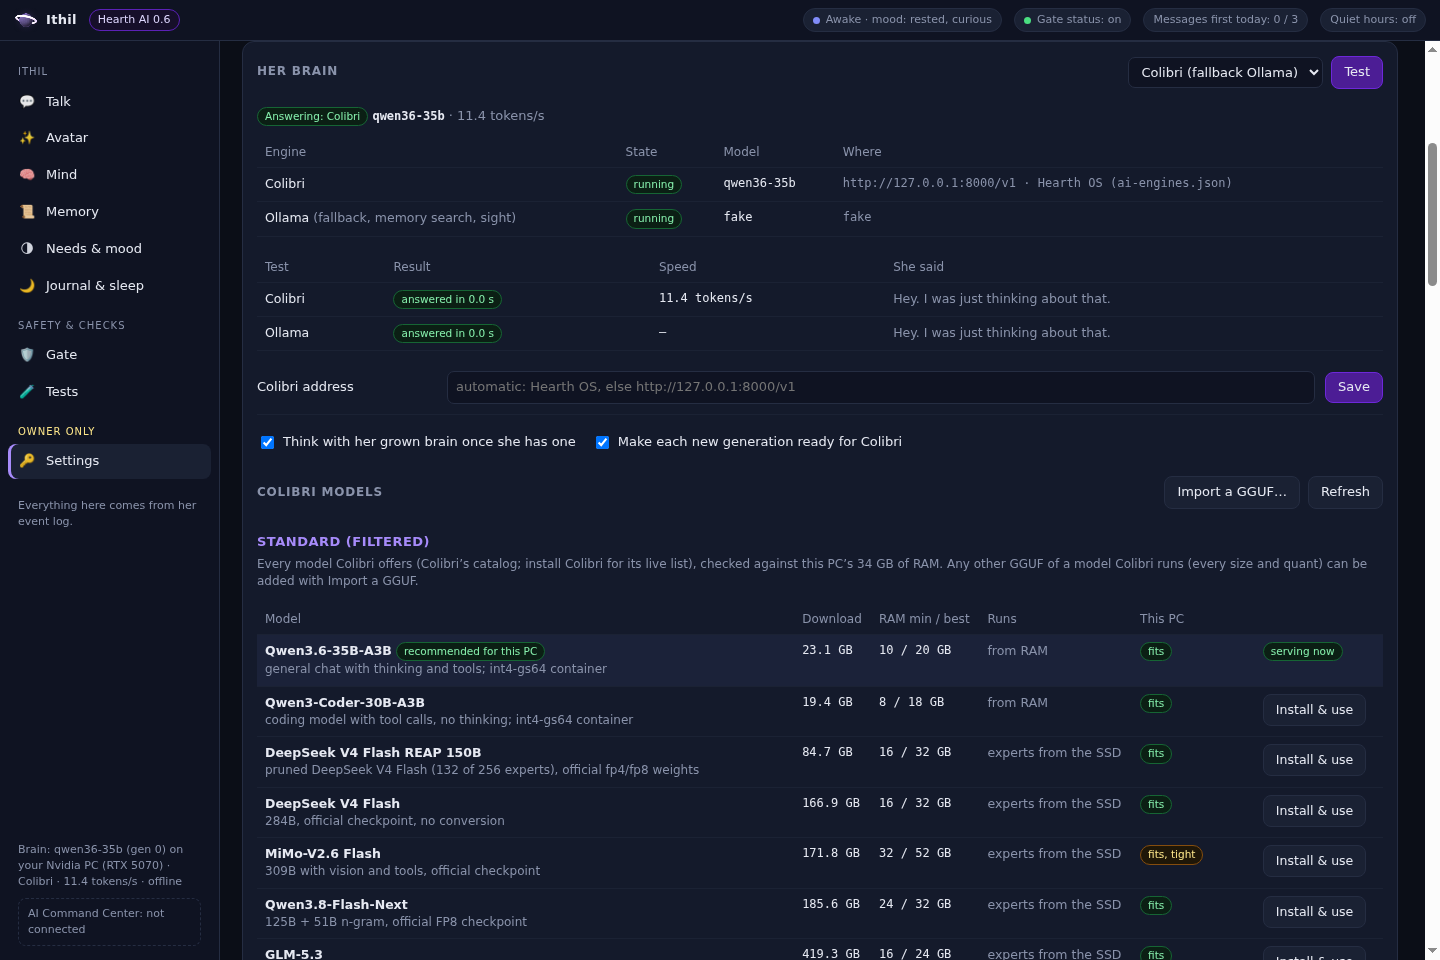 Ithil
Hearth AI 0.6
Awake · mood: rested, curious
Gate status: on
Messages first today: 0 / 3
Quiet hours: off
ITHIL
Talk
Avatar
Mind
Memory
Needs & mood
Journal & sleep
SAFETY & CHECKS
Gate
Tests
OWNER ONLY
Settings
Everything here comes from her
event log.
Brain: qwen36-35b (gen 0) on
your Nvidia PC (RTX 5070) ·
Colibri · 11.4 tokens/s · offline
AI Command Center: not
connected
HER BRAIN
Colibri (fallback Ollama)
Test
Answering: Colibri qwen36-35b · 11.4 tokens/s
Engine State Model Where
Colibri running qwen36-35b http://127.0.0.1:8000/v1 · Hearth OS (ai-engines.json)
Ollama (fallback, memory search, sight) running fake fake
Test Result Speed She said
Colibri answered in 0.0 s 11.4 tokens/s Hey. I was just thinking about that.
Ollama answered in 0.0 s — Hey. I was just thinking about that.
Colibri address automatic: Hearth OS, else http://127.0.0.1:8000/v1 Save
Think with her grown brain once she has one Make each new generation ready for Colibri
COLIBRI MODELS Import a GGUF... Refresh
STANDARD (FILTERED)
Every model Colibri offers (Colibri's catalog; install Colibri for its live list), checked against this PC's 34 GB of RAM. Any other GGUF of a model Colibri runs (every size and quant) can be
added with Import a GGUF.
Model Download RAM min / best Runs This PC
Qwen3.6-35B-A3B recommended for this PC 23.1 GB 10 / 20 GB from RAM fits serving now
general chat with thinking and tools; int4-gs64 container
Qwen3-Coder-30B-A3B 19.4 GB 8 / 18 GB from RAM fits Install & use
coding model with tool calls, no thinking; int4-gs64 container
DeepSeek V4 Flash REAP 150B 84.7 GB 16 / 32 GB experts from the SSD fits Install & use
pruned DeepSeek V4 Flash (132 of 256 experts), official fp4/fp8 weights
DeepSeek V4 Flash 166.9 GB 16 / 32 GB experts from the SSD fits Install & use
284B, official checkpoint, no conversion
MiMo-V2.6 Flash 171.8 GB 32 / 52 GB experts from the SSD fits, tight Install & use
309B with vision and tools, official checkpoint
Qwen3.8-Flash-Next 185.6 GB 24 / 32 GB experts from the SSD fits Install & use
125B + 51B n-gram, official FP8 checkpoint
GLM-5.3 419.3 GB 16 / 24 GB experts from the SSD fits Install & use